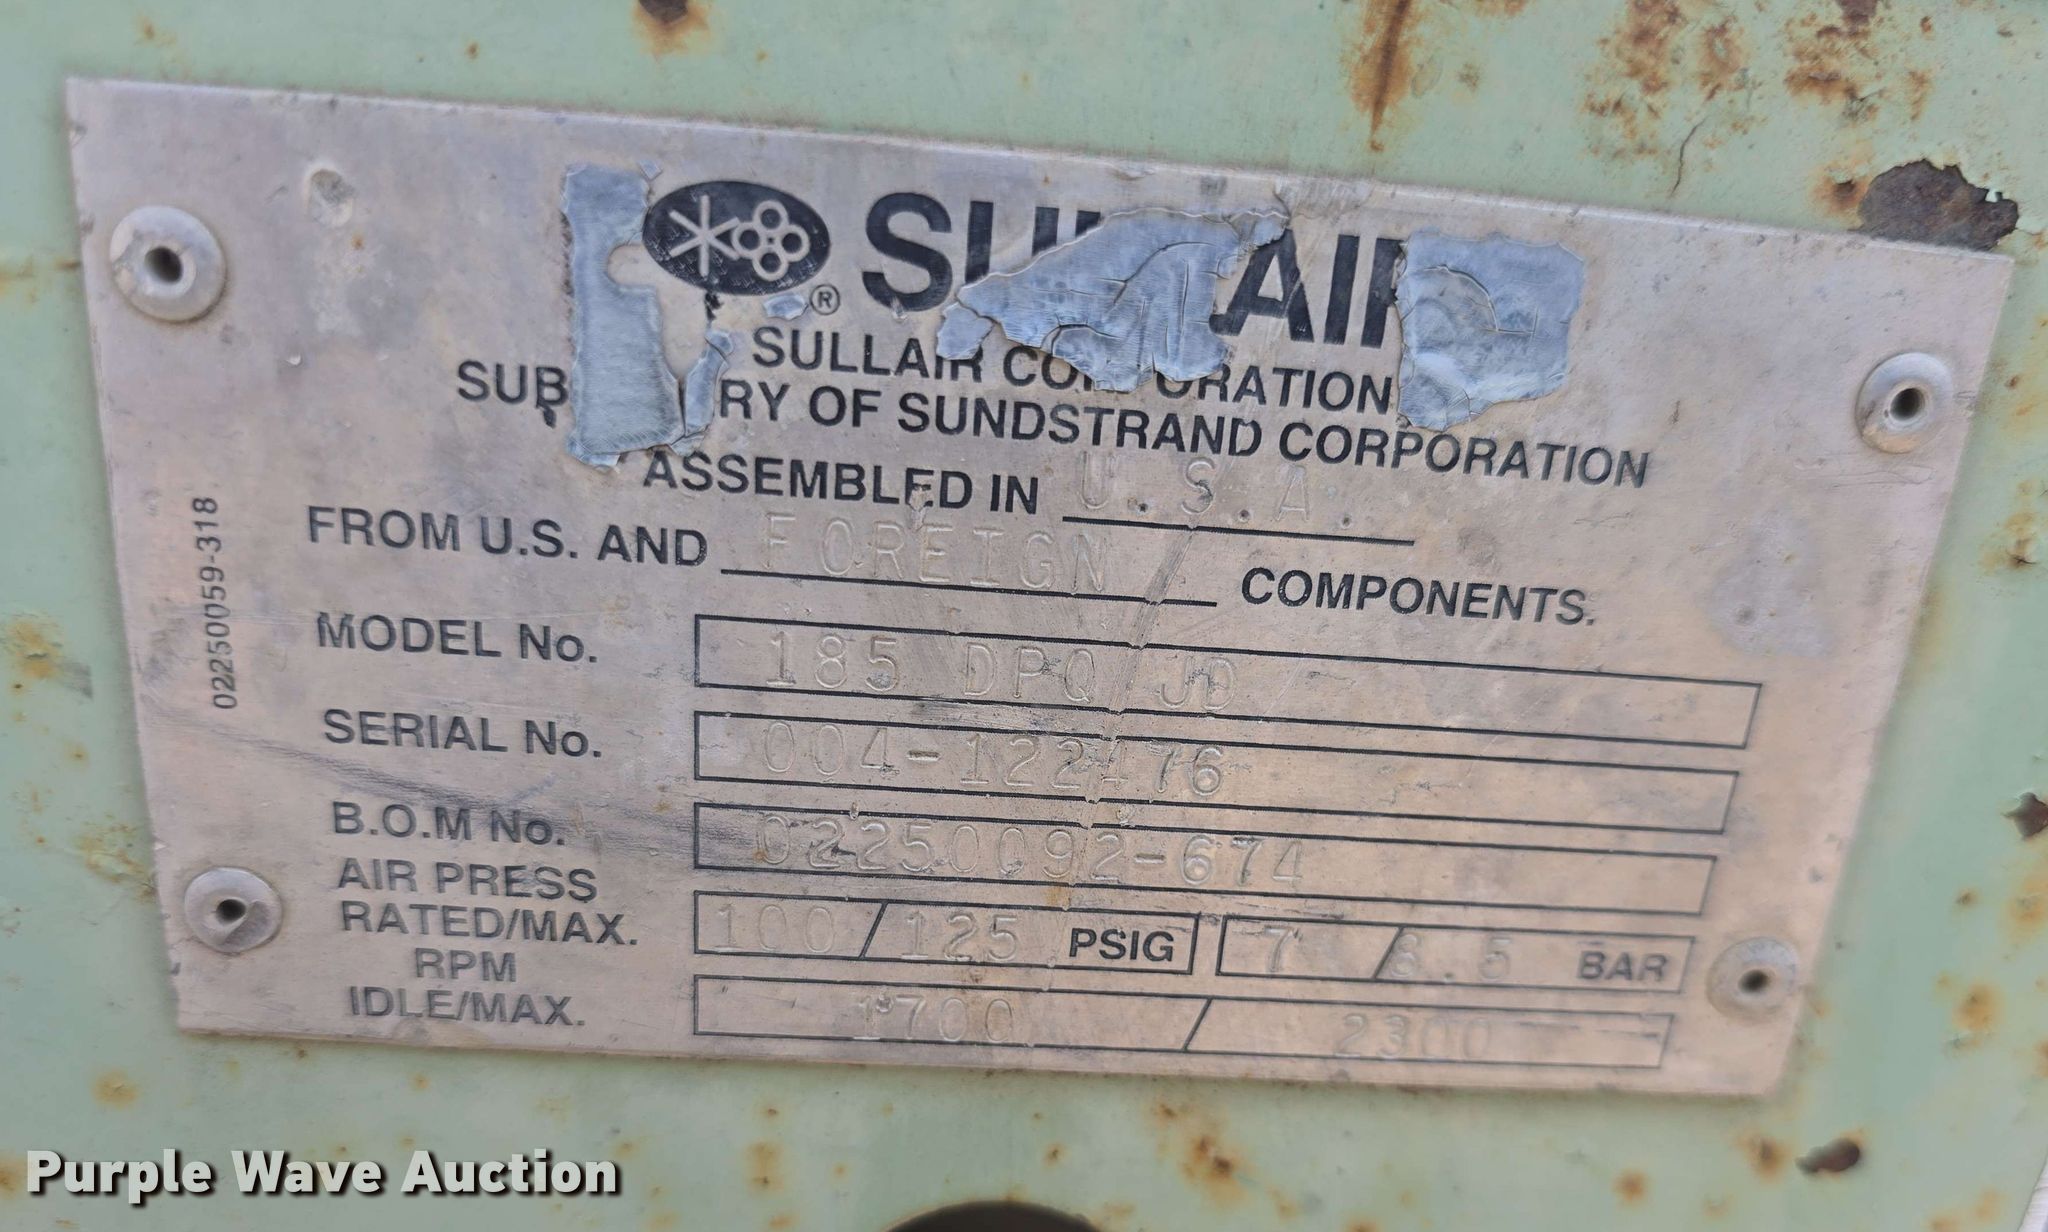 SULLAIR
®
SULLAIR CORPORATION
SUBSIDIARY OF SUNDSTRAND CORPORATION
ASSEMBLED IN U.S.A.
FROM U.S. AND FOREIGN COMPONENTS.
02250059-318
MODEL No. 185 DPQ JD
SERIAL No. 004-122476
B.O.M No. 02250092-674
AIR PRESS
RATED/MAX. 100/125 PSIG 7/8.5 BAR
RPM
IDLE/MAX. 1700/2300
Purple Wave Auction